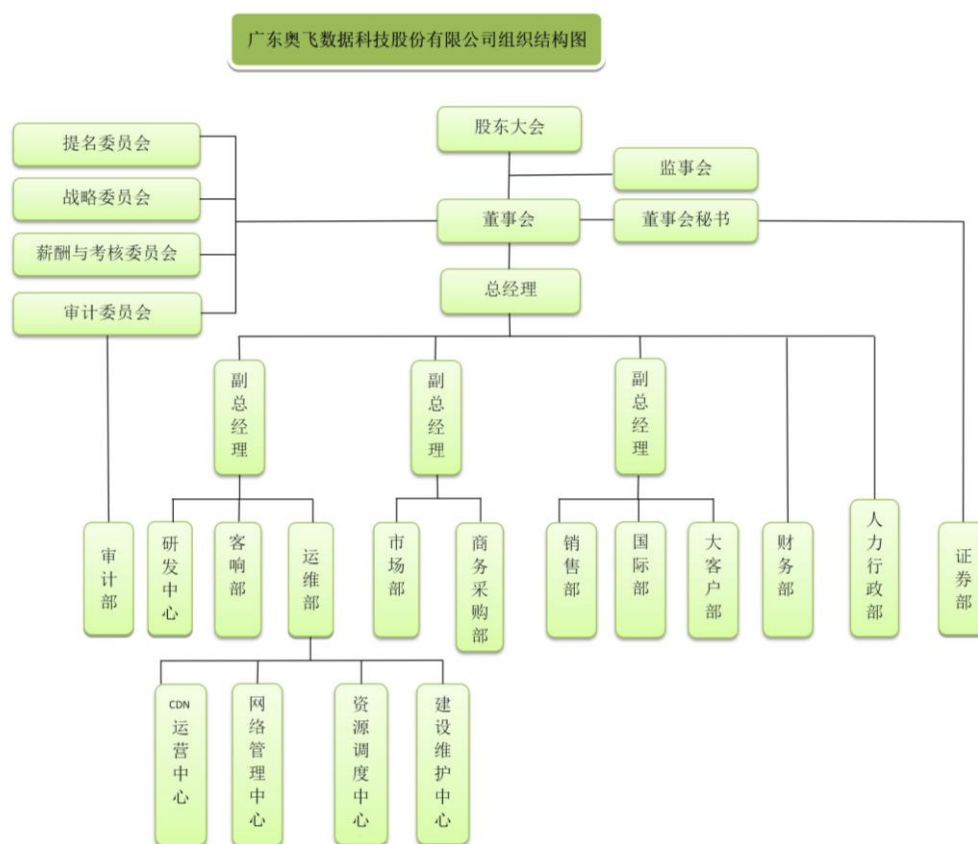 广东奥飞数据科技股份有限公司组织结构图
股东大会
提名委员会
监事会
战略委员会
董事会
董事会秘书
薪酬与考核委员会
总经理
审计委员会
副总经理
副总经理
副总经理
审计部
研发中心
客响部
运维部
市场部
商务采购部
销售部
国际部
大客户部
财务部
人力行政部
证券部
CDN运营中心
网络管理中心
资源调度中心
建设维护中心